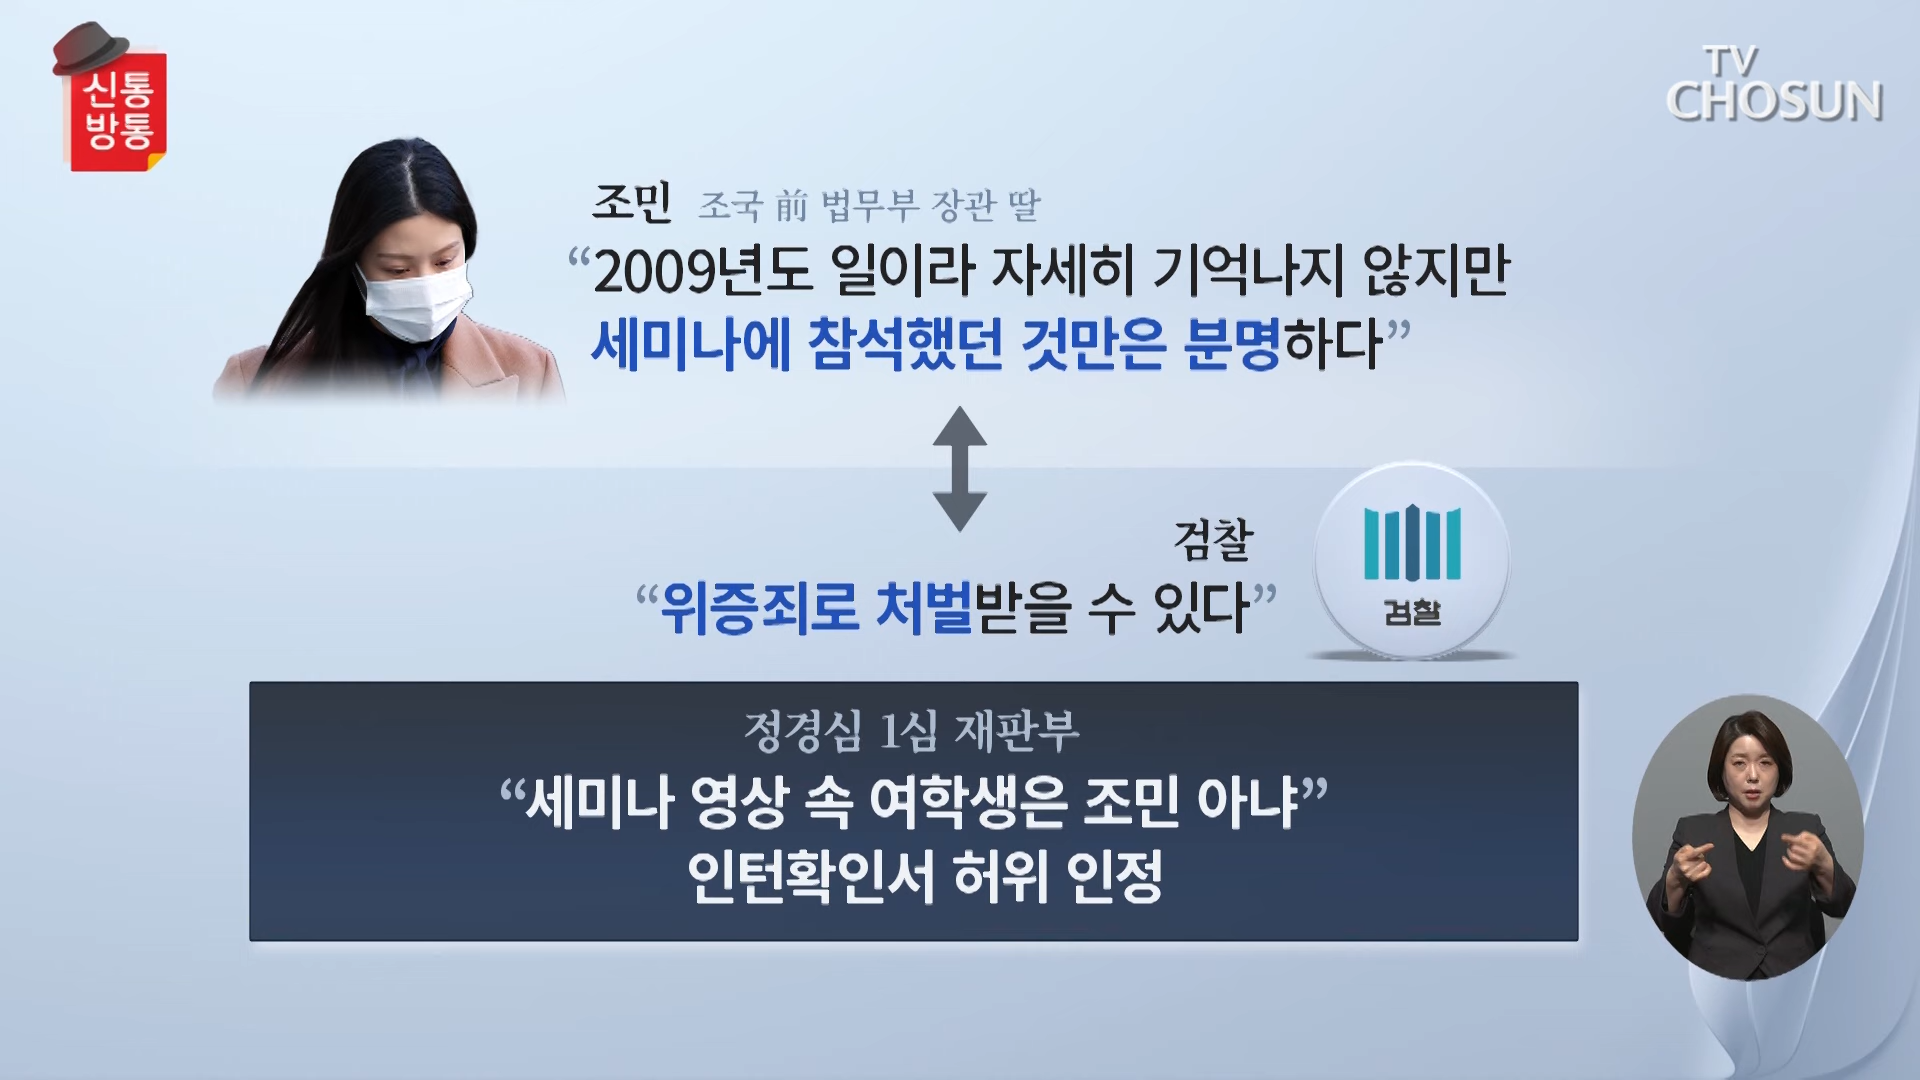 신통
방통
TV
CHOSUN
조민 조국 前 법무부 장관 딸
“2009년도 일이라 자세히 기억나지 않지만
세미나에 참석했던 것만은 분명하다”
검찰
“위증죄로 처벌받을 수 있다”
검찰
정경심 1심 재판부
“세미나 영상 속 여학생은 조민 아냐”
인턴확인서 허위 인정